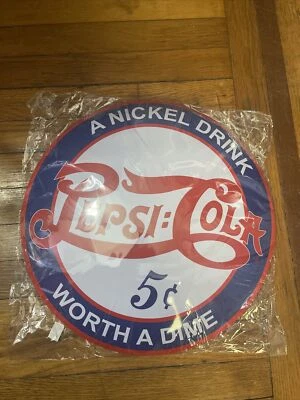 A NICKEL DRINK
PEPSI:COLA
5¢
WORTH A DIME